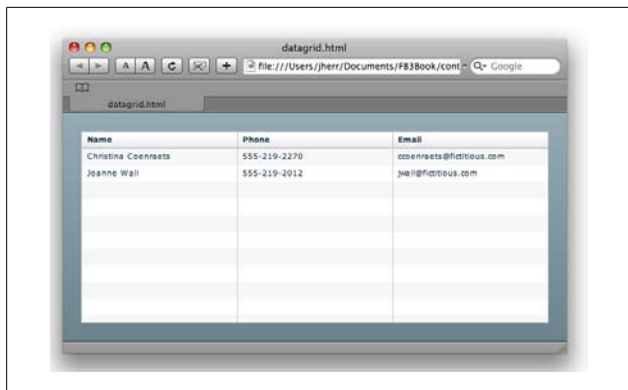 datagrid.html
A A C + file:///Users/jherr/Documents/FB3Book/cont Google
datagrid.html
Name Phone Email
Christina Coenraets 555-219-2270 ccoenraets@fictitious.com
Joanne Wall 555-219-2012 jwall@fictitious.com